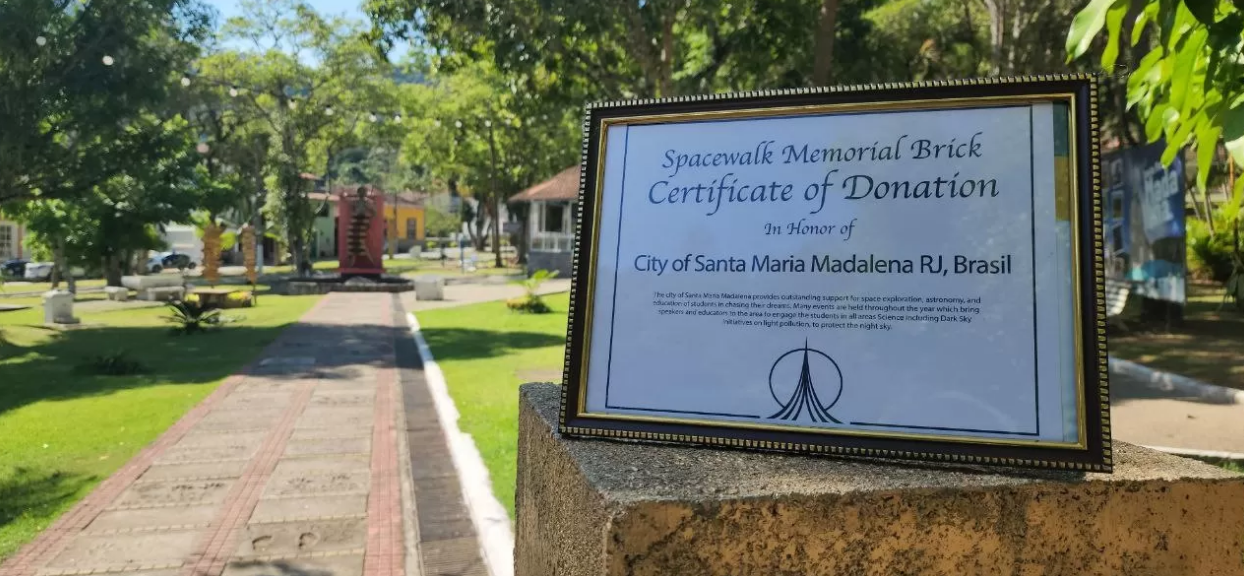 Spacewalk Memorial Brick
Certificate of Donation
In Honor of
City of Santa Maria Madalena RJ, Brasil
The city of Santa Maria Madalena provides outstanding support for space exploration, astronomy, and
education of students in chasing their dreams. Many events are held throughout the year which bring
speakers and educators to the area to engage the students in all areas Science including Dark Sky
initiatives on light pollution, to protect the night sky.